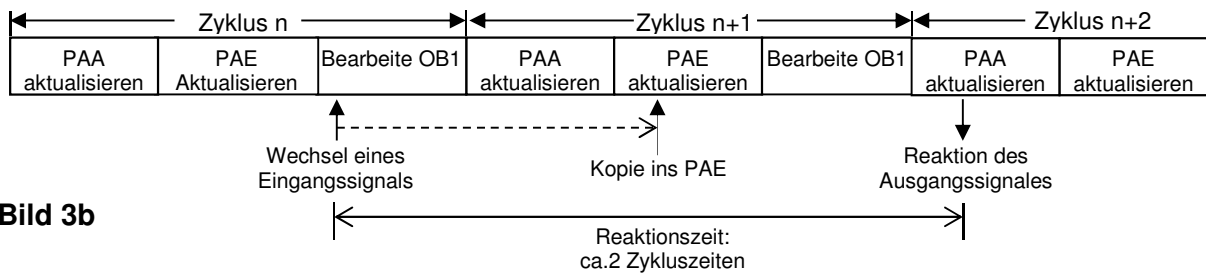 Zyklus n Zyklus n+1 Zyklus n+2
PAA PAE Bearbeite OB1 PAA PAE Bearbeite OB1 PAA PAE
aktualisieren Aktualisieren aktualisieren aktualisieren aktualisieren aktualisieren
Wechsel eines Kopie ins PAE Reaktion des
Eingangssignals Ausgangssignales
Bild 3b
Reaktionszeit:
ca.2 Zykluszeiten